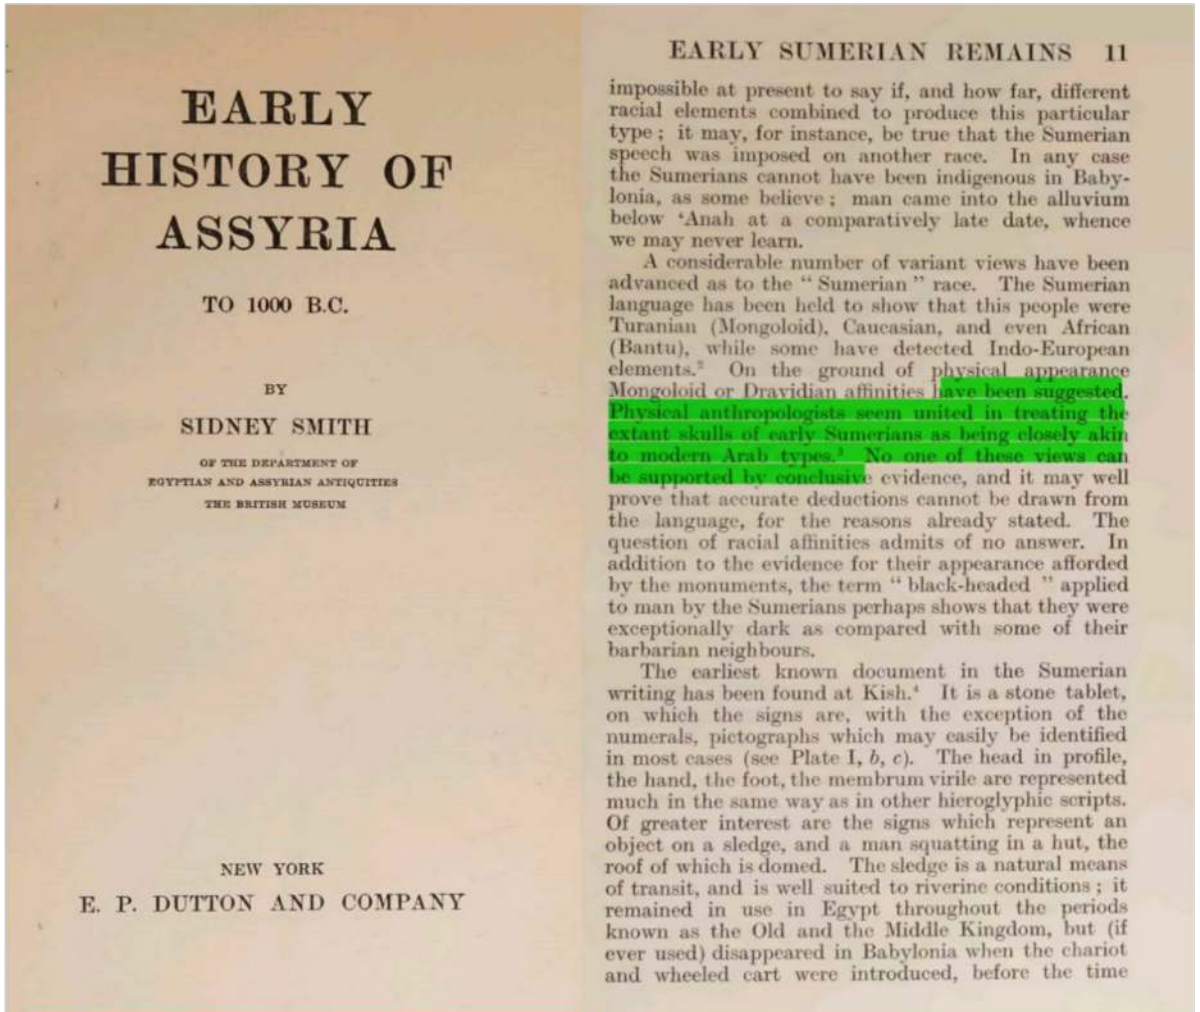 EARLY
HISTORY OF
ASSYRIA
TO 1000 B.C.
BY
SIDNEY SMITH
OF THE DEPARTMENT OF
EGYPTIAN AND ASSYRIAN ANTIQUITIES
THE BRITISH MUSEUM
NEW YORK
E. P. DUTTON AND COMPANY
EARLY SUMERIAN REMAINS 11
impossible at present to say if, and how far, different
racial elements combined to produce this particular
type ; it may, for instance, be true that the Sumerian
speech was imposed on another race. In any case
the Sumerians cannot have been indigenous in Baby-
lonia, as some believe ; man came into the alluvium
below ‘Anah at a comparatively late date, whence
we may never learn.
A considerable number of variant views have been
advanced as to the “ Sumerian ” race. The Sumerian
language has been held to show that this people were
Turanian (Mongoloid), Caucasian, and even African
(Bantu), while some have detected Indo-European
elements.² On the ground of physical appearance
Mongoloid or Dravidian affinities have been suggested.
Physical anthropologists seem united in treating the
extant skulls of early Sumerians as being closely akin
to modern Arab types.³ No one of these views can
be supported by conclusive evidence, and it may well
prove that accurate deductions cannot be drawn from
the language, for the reasons already stated. The
question of racial affinities admits of no answer. In
addition to the evidence for their appearance afforded
by the monuments, the term “ black-headed ” applied
to man by the Sumerians perhaps shows that they were
exceptionally dark as compared with some of their
barbarian neighbours.
The earliest known document in the Sumerian
writing has been found at Kish.⁴ It is a stone tablet,
on which the signs are, with the exception of the
numerals, pictographs which may easily be identified
in most cases (see Plate I, b, c). The head in profile,
the hand, the foot, the membrum virile are represented
much in the same way as in other hieroglyphic scripts.
Of greater interest are the signs which represent an
object on a sledge, and a man squatting in a hut, the
roof of which is domed. The sledge is a natural means
of transit, and is well suited to riverine conditions ; it
remained in use in Egypt throughout the periods
known as the Old and the Middle Kingdom, but (if
ever used) disappeared in Babylonia when the chariot
and wheeled cart were introduced, before the time